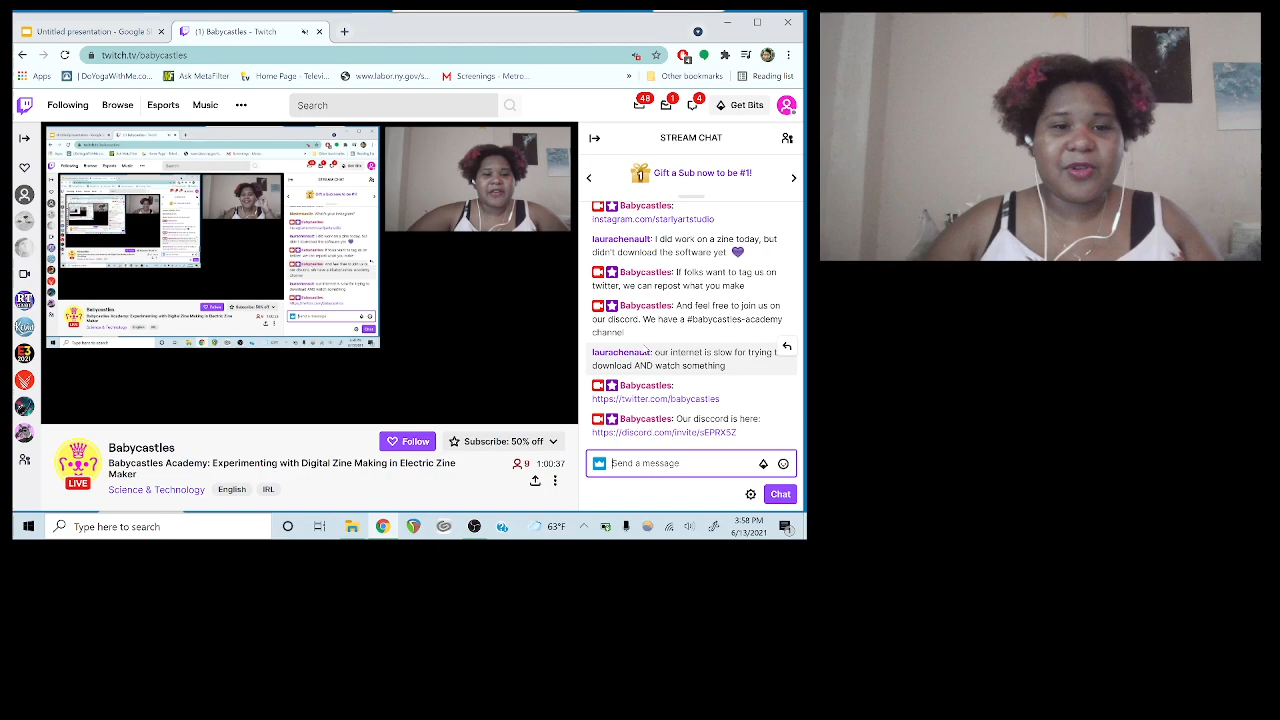 Untitled presentation - Google S
(1) Babycastles - Twitch
twitch.tv/babycastles
Apps
DoYogaWithMe.co...
Ask MetaFilter
Home Page - Televi...
www.labor.ny.gov/s...
Screenings - Metro...
»
Other bookmarks
Reading list
Following
Browse
Esports
Music
Search
48
1
4
Get Bits
STREAM CHAT
1
Gift a Sub now to be #1!
Babycastles:
instagram.com/starlyartstudio
laurachenault: I did work on a zine today, but
didn't download the software yet
Babycastles: If folks want to tag us on
twitter, we can repost what you make
Babycastles: And feel free to join us on
our discord. We have a #babycastles-academy
channel
laurachenault: our internet is slow for trying t
download AND watch something
Babycastles:
https://twitter.com/babycastles
Babycastles: Our disccord is here:
https://discord.com/invite/sEPRX5Z
Send a message
Chat
LIVE
Babycastles
Follow
Subscribe: 50% off
Babycastles Academy: Experimenting with Digital Zine Making in Electric Zine
Maker
9
1:00:37
Science & Technology
English
IRL
Type here to search
63°F
3:58 PM
6/13/2021